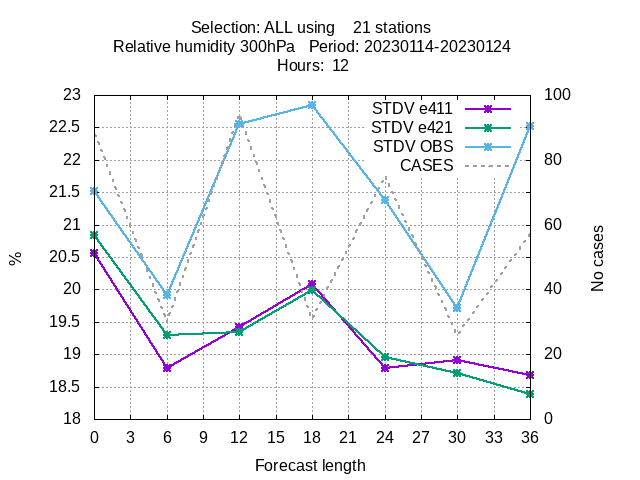 Selection: ALL using    21 stations
Relative humidity 300hPa   Period: 20230114-20230124
Hours:  12
STDV e411
STDV e421
STDV OBS
CASES
23
22.5
22
21.5
21
20.5
20
19.5
19
18.5
18
100
80
60
40
20
0
%
No cases
0 3 6 9 12 15 18 21 24 27 30 33 36
Forecast length